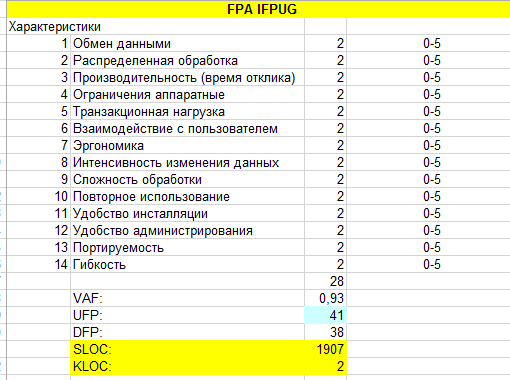 FPA IFPUG
Характеристики
1 Обмен данными 2 0-5
2 Распределенная обработка 2 0-5
3 Производительность (время отклика) 2 0-5
4 Ограничения аппаратные 2 0-5
5 Транзакционная нагрузка 2 0-5
6 Взаимодействие с пользователем 2 0-5
7 Эргономика 2 0-5
8 Интенсивность изменения данных 2 0-5
9 Сложность обработки 2 0-5
10 Повторное использование 2 0-5
11 Удобство инсталляции 2 0-5
12 Удобство администрирования 2 0-5
13 Портируемость 2 0-5
14 Гибкость 2 0-5
28
VAF: 0,93
UFP: 41
DFP: 38
SLOC: 1907
KLOC: 2